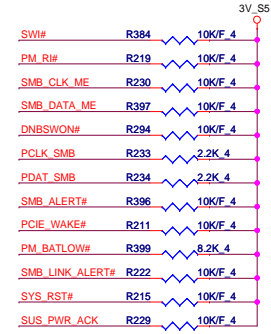 3V_S5
SWI# R384 10K/F_4
PM_RI# R219 10K/F_4
SMB_CLK_ME R230 10K/F_4
SMB_DATA_ME R397 10K/F_4
DNBSWON# R294 10K/F_4
PCLK_SMB R233 2.2K_4
PDAT_SMB R234 2.2K_4
SMB_ALERT# R396 10K/F_4
PCIE_WAKE# R211 10K/F_4
PM_BATLOW# R399 8.2K_4
SMB_LINK_ALERT# R222 10K/F_4
SYS_RST# R215 10K/F_4
SUS_PWR_ACK R229 10K/F_4